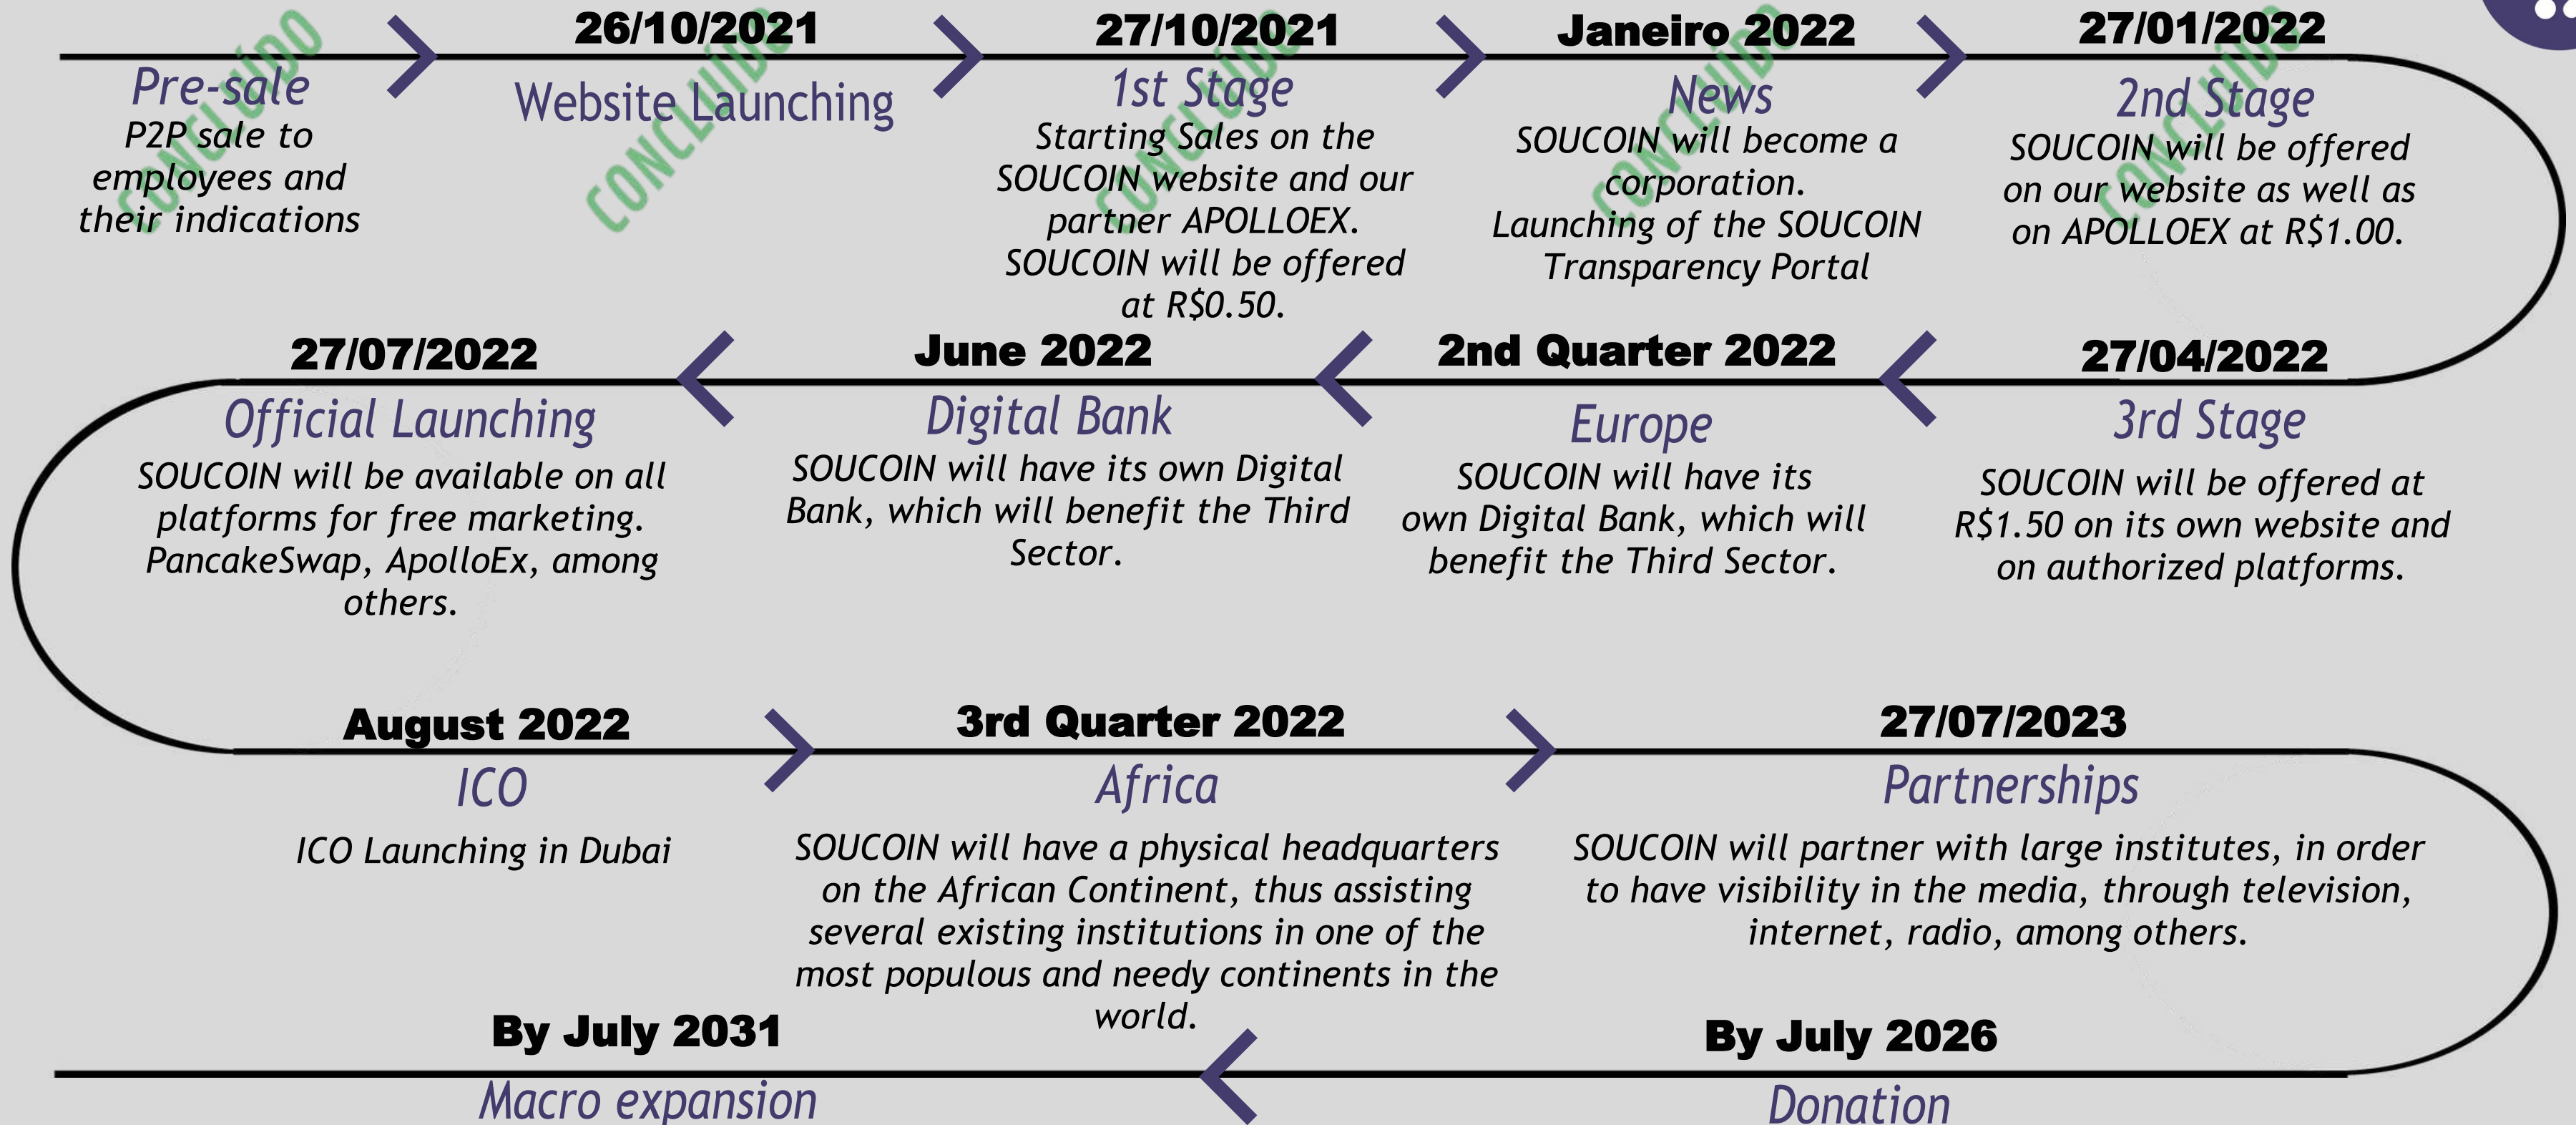 Pre-sale
P2P sale to
employees and
their indications
CONCLUÍDO
26/10/2021
Website Launching
CONCLUÍDO
27/10/2021
1st Stage
Starting Sales on the
SOUCOIN website and our
partner APOLLOEX.
SOUCOIN will be offered
at R$0.50.
CONCLUÍDO
Janeiro 2022
News
SOUCOIN will become a
corporation.
Launching of the SOUCOIN
Transparency Portal
CONCLUÍDO
27/01/2022
2nd Stage
SOUCOIN will be offered
on our website as well as
on APOLLOEX at R$1.00.
CONCLUÍDO
27/04/2022
3rd Stage
SOUCOIN will be offered at
R$1.50 on its own website and
on authorized platforms.
2nd Quarter 2022
Europe
SOUCOIN will have its
own Digital Bank, which will
benefit the Third Sector.
June 2022
Digital Bank
SOUCOIN will have its own Digital
Bank, which will benefit the Third
Sector.
27/07/2022
Official Launching
SOUCOIN will be available on all
platforms for free marketing.
PancakeSwap, ApolloEx, among
others.
August 2022
ICO
ICO Launching in Dubai
3rd Quarter 2022
Africa
SOUCOIN will have a physical headquarters
on the African Continent, thus assisting
several existing institutions in one of the
most populous and needy continents in the
world.
27/07/2023
Partnerships
SOUCOIN will partner with large institutes, in order
to have visibility in the media, through television,
internet, radio, among others.
By July 2026
Donation
By July 2031
Macro expansion